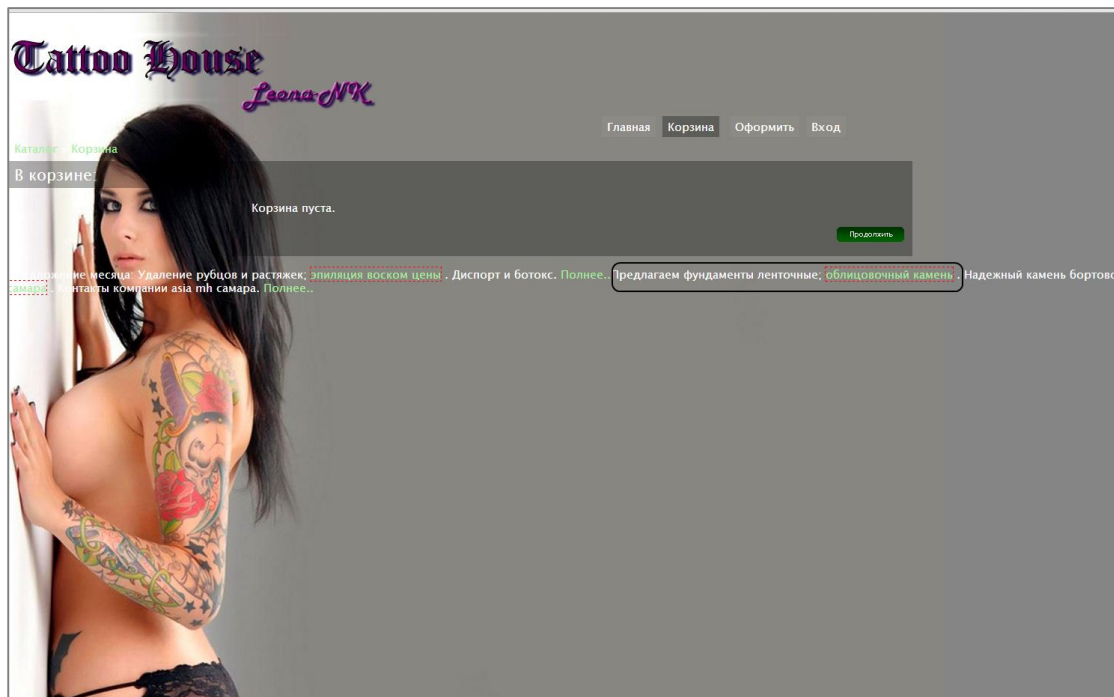 Tattoo House
Leona-NK
Главная Корзина Оформить Вход
Каталог Корзина
В корзине:
Корзина пуста.
Продолжить
месяца: Удаление рубцов и растяжек; эпиляция воском цены . Диспорт и ботокс. Полнее.. Предлагаем фундаменты ленточные; облицовочный камень . Надежный камень бортово
самара . Контакты компании asia mh самара. Полнее..